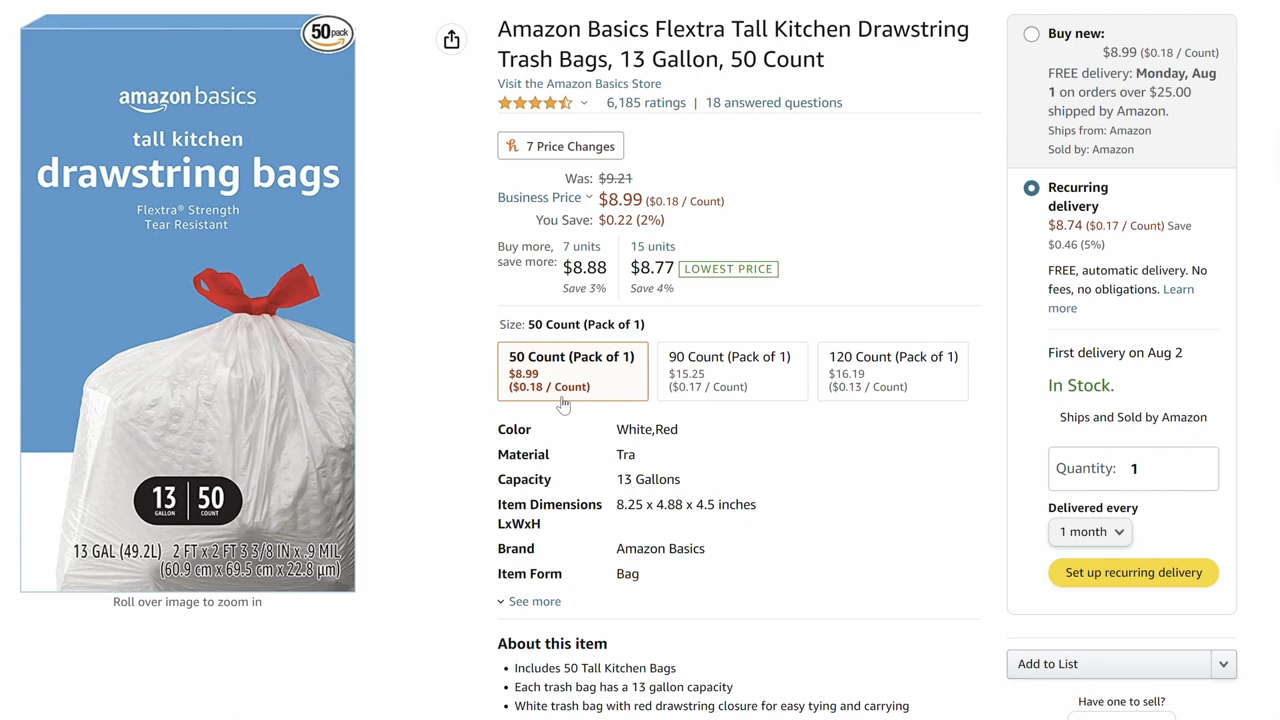 50 pack
amazon basics
tall kitchen
drawstring bags
Flextra® Strength
Tear Resistant
13 GALLON | 50 COUNT
13 GAL (49.2L) 2 FT x 2 FT 3 3/8 IN x .9 MIL
(60.9 cm x 69.5 cm x 22.8 µm)
Roll over image to zoom in
Amazon Basics Flextra Tall Kitchen Drawstring
Trash Bags, 13 Gallon, 50 Count
Visit the Amazon Basics Store
6,185 ratings | 18 answered questions
7 Price Changes
Was: $9.21
Business Price $8.99 ($0.18 / Count)
You Save: $0.22 (2%)
Buy more, 7 units 15 units
save more: $8.88 $8.77 LOWEST PRICE
Save 3% Save 4%
Size: 50 Count (Pack of 1)
50 Count (Pack of 1) 90 Count (Pack of 1) 120 Count (Pack of 1)
$8.99 $15.25 $16.19
($0.18 / Count) ($0.17 / Count) ($0.13 / Count)
Color White,Red
Material Tra
Capacity 13 Gallons
Item Dimensions 8.25 x 4.88 x 4.5 inches
LxWxH
Brand Amazon Basics
Item Form Bag
See more
About this item
• Includes 50 Tall Kitchen Bags
• Each trash bag has a 13 gallon capacity
• White trash bag with red drawstring closure for easy tying and carrying
Buy new:
$8.99 ($0.18 / Count)
FREE delivery: Monday, Aug
1 on orders over $25.00
shipped by Amazon.
Ships from: Amazon
Sold by: Amazon
Recurring
delivery
$8.74 ($0.17 / Count) Save
$0.46 (5%)
FREE, automatic delivery. No
fees, no obligations. Learn
more
First delivery on Aug 2
In Stock.
Ships and Sold by Amazon
Quantity: 1
Delivered every
1 month
Set up recurring delivery
Add to List
Have one to sell?